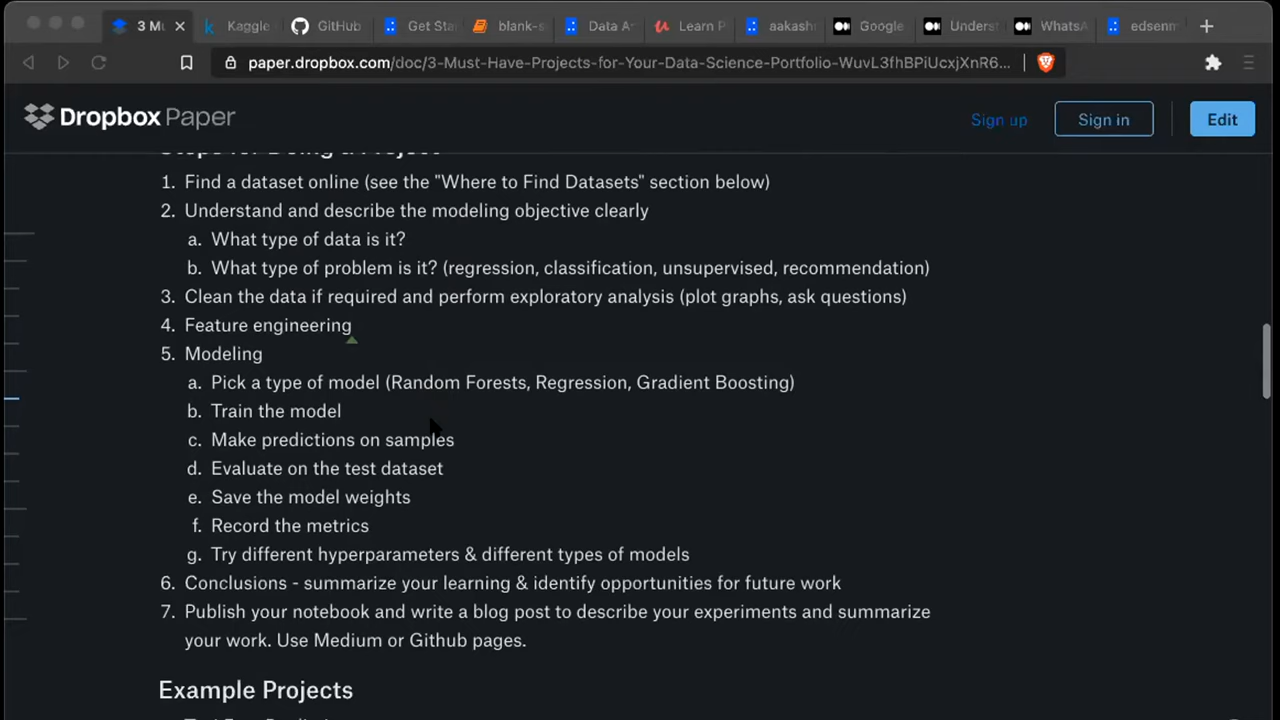 3 Mu
Kaggle
GitHub
Get Sta
blank-s
Data A
Learn P
aakash
Google
Underst
WhatsA
edsenm
paper.dropbox.com/doc/3-Must-Have-Projects-for-Your-Data-Science-Portfolio-WuvL3fhBPiUcxjXnR6...
Dropbox Paper
Sign up
Sign in
Edit
Steps for Doing a Project
1. Find a dataset online (see the "Where to Find Datasets" section below)
2. Understand and describe the modeling objective clearly
a. What type of data is it?
b. What type of problem is it? (regression, classification, unsupervised, recommendation)
3. Clean the data if required and perform exploratory analysis (plot graphs, ask questions)
4. Feature engineering
5. Modeling
a. Pick a type of model (Random Forests, Regression, Gradient Boosting)
b. Train the model
c. Make predictions on samples
d. Evaluate on the test dataset
e. Save the model weights
f. Record the metrics
g. Try different hyperparameters & different types of models
6. Conclusions - summarize your learning & identify opportunities for future work
7. Publish your notebook and write a blog post to describe your experiments and summarize
your work. Use Medium or Github pages.
Example Projects